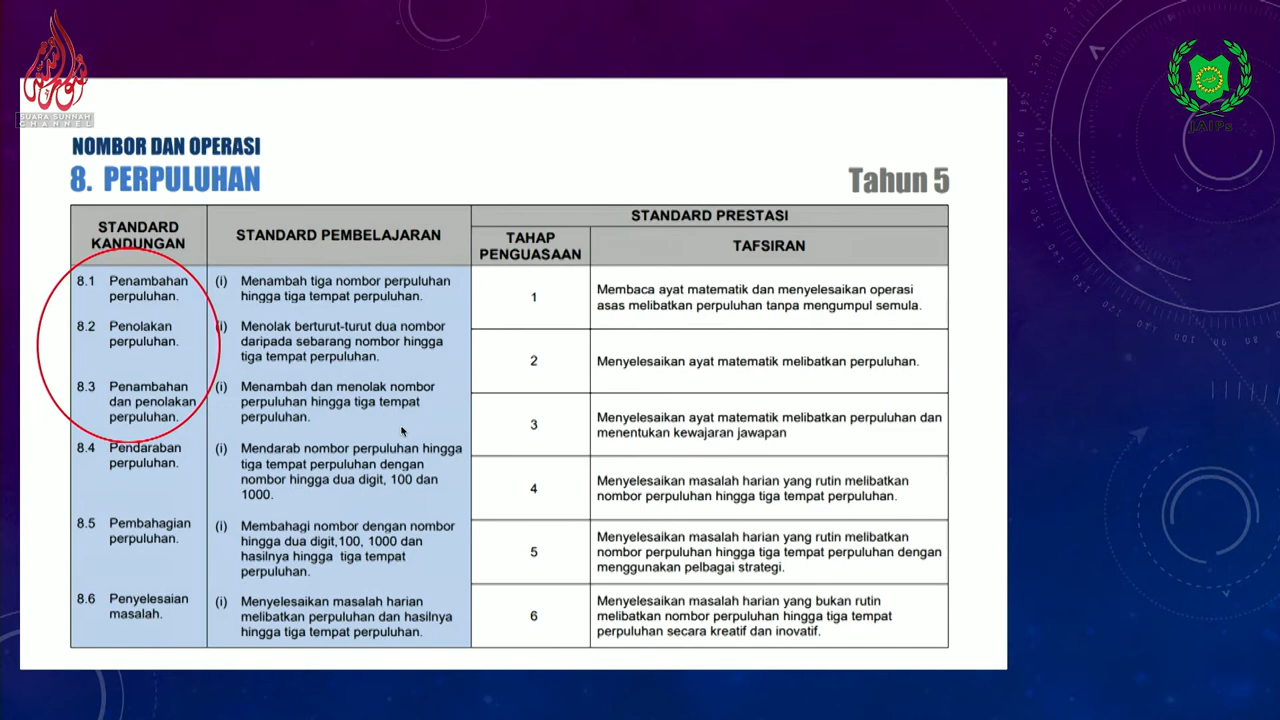 SUARA SUNNAH
CHANNEL
JAIPs
NOMBOR DAN OPERASI
8. PERPULUHAN
Tahun 5
STANDARD
KANDUNGAN
STANDARD PEMBELAJARAN
STANDARD PRESTASI
TAHAP
PENGUASAAN
TAFSIRAN
8.1 Penambahan
perpuluhan.
(i) Menambah tiga nombor perpuluhan
hingga tiga tempat perpuluhan.
8.2 Penolakan
perpuluhan.
(i) Menolak berturut-turut dua nombor
daripada sebarang nombor hingga
tiga tempat perpuluhan.
8.3 Penambahan
dan penolakan
perpuluhan.
(i) Menambah dan menolak nombor
perpuluhan hingga tiga tempat
perpuluhan.
8.4 Pendaraban
perpuluhan.
(i) Mendarab nombor perpuluhan hingga
tiga tempat perpuluhan dengan
nombor hingga dua digit, 100 dan
1000.
8.5 Pembahagian
perpuluhan.
(i) Membahagi nombor dengan nombor
hingga dua digit,100, 1000 dan
hasilnya hingga tiga tempat
perpuluhan.
8.6 Penyelesaian
masalah.
(i) Menyelesaikan masalah harian
melibatkan perpuluhan dan hasilnya
hingga tiga tempat perpuluhan.
1
Membaca ayat matematik dan menyelesaikan operasi
asas melibatkan perpuluhan tanpa mengumpul semula.
2
Menyelesaikan ayat matematik melibatkan perpuluhan.
3
Menyelesaikan ayat matematik melibatkan perpuluhan dan
menentukan kewajaran jawapan
4
Menyelesaikan masalah harian yang rutin melibatkan
nombor perpuluhan hingga tiga tempat perpuluhan.
5
Menyelesaikan masalah harian yang rutin melibatkan
nombor perpuluhan hingga tiga tempat perpuluhan dengan
menggunakan pelbagai strategi.
6
Menyelesaikan masalah harian yang bukan rutin
melibatkan nombor perpuluhan hingga tiga tempat
perpuluhan secara kreatif dan inovatif.